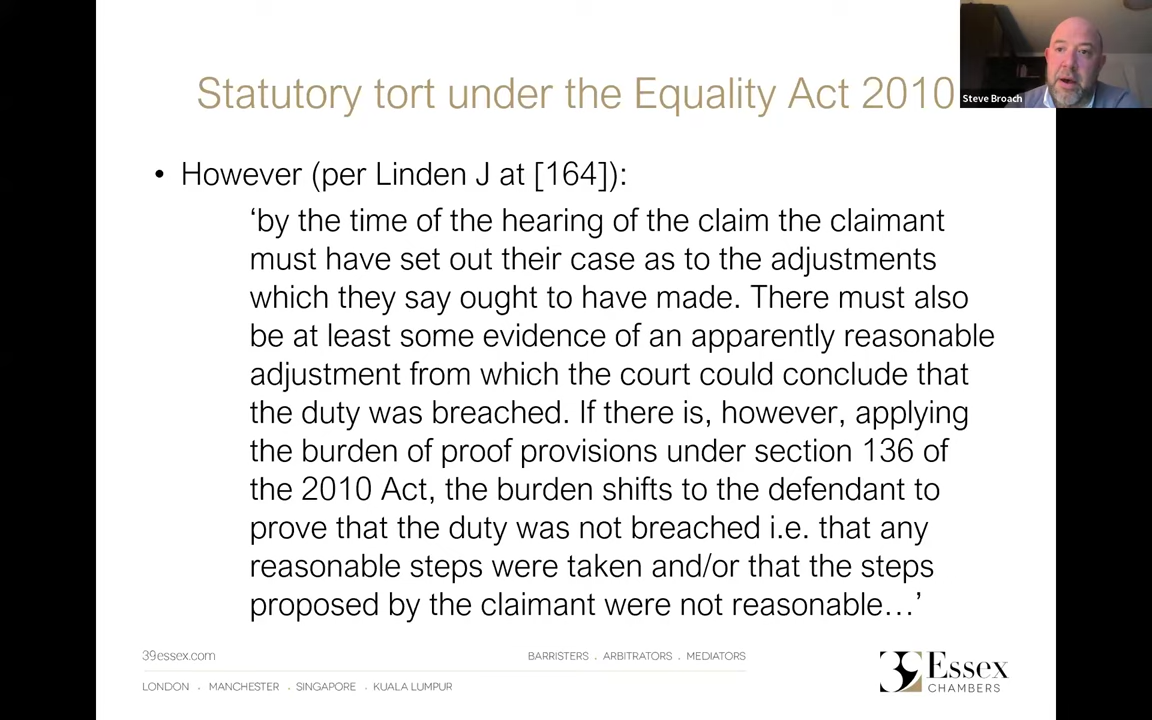 Statutory tort under the Equality Act 2010
Steve Broach
• However (per Linden J at [164]):
‘by the time of the hearing of the claim the claimant
must have set out their case as to the adjustments
which they say ought to have made. There must also
be at least some evidence of an apparently reasonable
adjustment from which the court could conclude that
the duty was breached. If there is, however, applying
the burden of proof provisions under section 136 of
the 2010 Act, the burden shifts to the defendant to
prove that the duty was not breached i.e. that any
reasonable steps were taken and/or that the steps
proposed by the claimant were not reasonable…’
39essex.com
BARRISTERS . ARBITRATORS . MEDIATORS
LONDON . MANCHESTER . SINGAPORE . KUALA LUMPUR
39 Essex
CHAMBERS